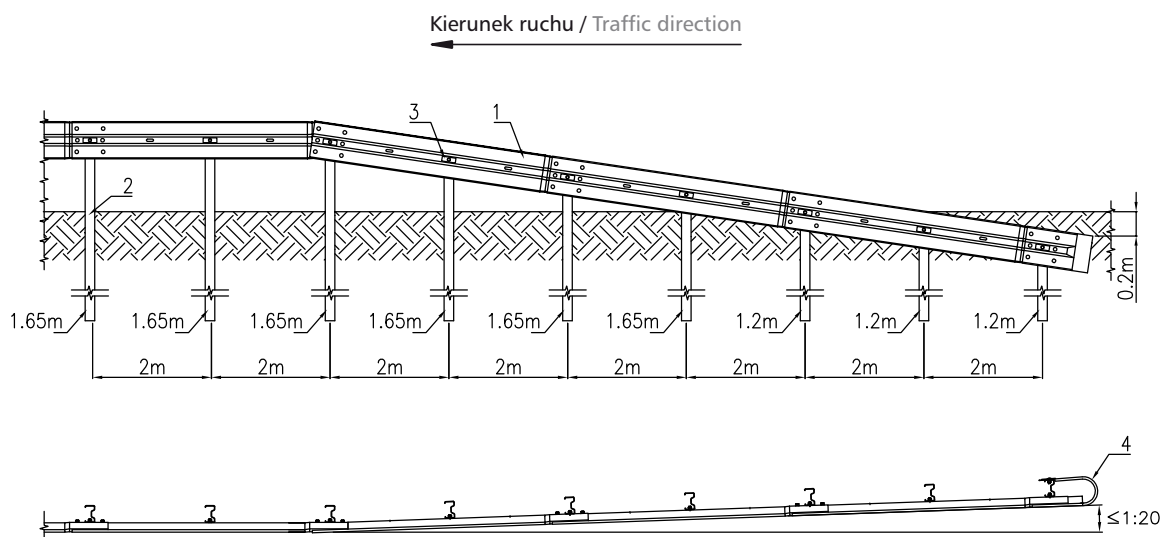 Kierunek ruchu / Traffic direction
3
1
2
0.2m
1.65m 1.65m 1.65m 1.65m 1.65m 1.65m 1.2m 1.2m 1.2m
2m 2m 2m 2m 2m 2m 2m 2m
4
≤1:20